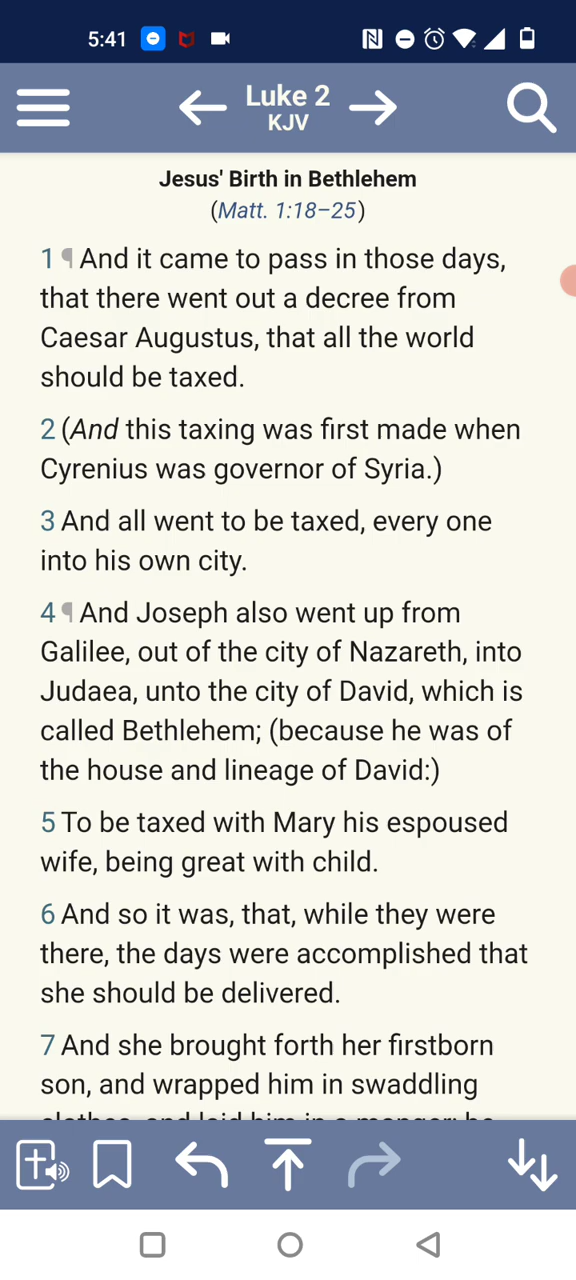 5:41
Luke 2
KJV
Jesus' Birth in Bethlehem
(Matt. 1:18–25)
1 ¶ And it came to pass in those days,
that there went out a decree from
Caesar Augustus, that all the world
should be taxed.
2 (And this taxing was first made when
Cyrenius was governor of Syria.)
3 And all went to be taxed, every one
into his own city.
4 ¶ And Joseph also went up from
Galilee, out of the city of Nazareth, into
Judaea, unto the city of David, which is
called Bethlehem; (because he was of
the house and lineage of David:)
5 To be taxed with Mary his espoused
wife, being great with child.
6 And so it was, that, while they were
there, the days were accomplished that
she should be delivered.
7 And she brought forth her firstborn
son, and wrapped him in swaddling
clothes, and laid him in a manger; be